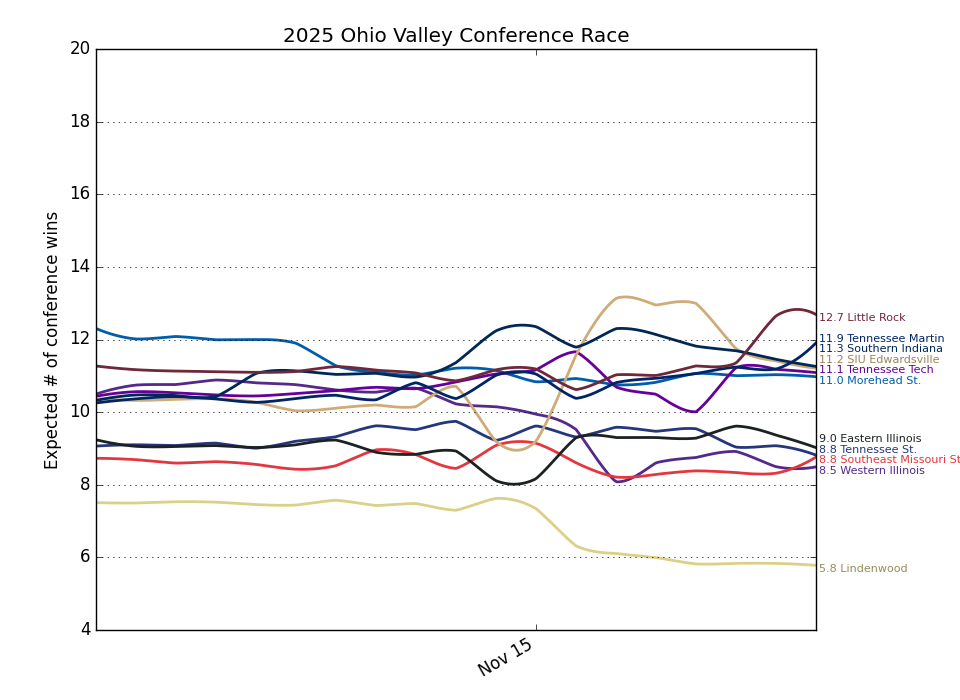 2025 Ohio Valley Conference Race
Expected # of conference wins
20
18
16
14
12
10
8
6
4
Nov 15
12.7 Little Rock
11.9 Tennessee Martin
11.3 Southern Indiana
11.2 SIU Edwardsville
11.1 Tennessee Tech
11.0 Morehead St.
9.0 Eastern Illinois
8.8 Tennessee St.
8.8 Southeast Missouri St
8.5 Western Illinois
5.8 Lindenwood